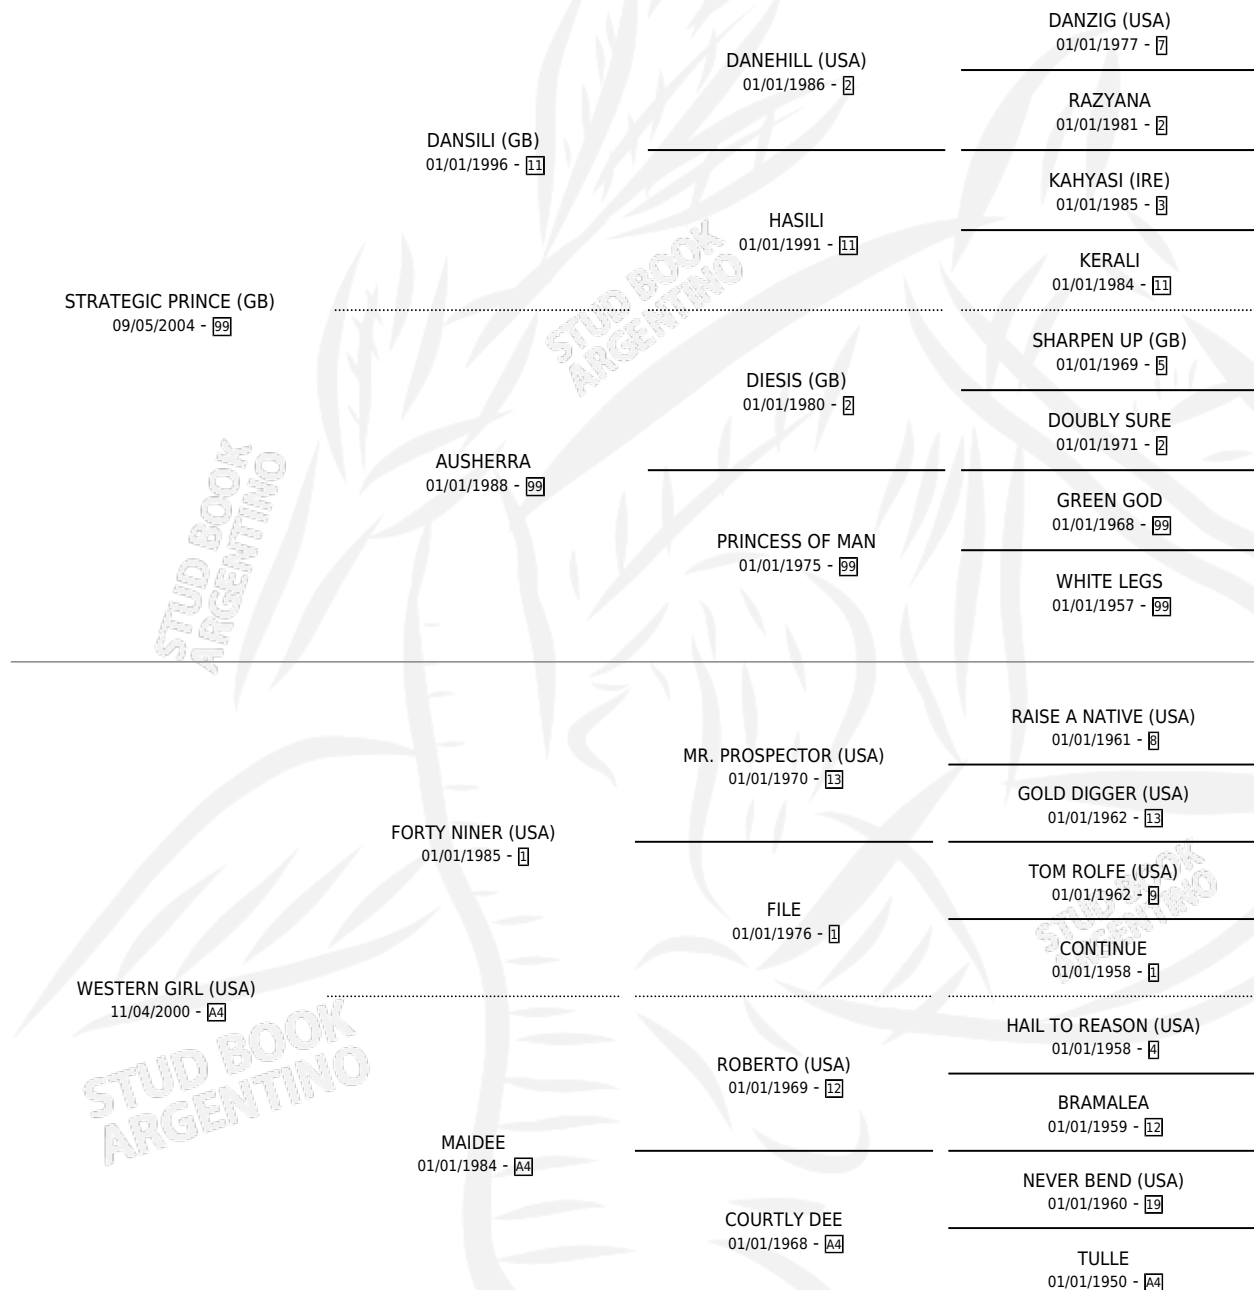 DANZIG (USA)
01/01/1977 - 7
DANEHILL (USA)
01/01/1986 - 2
RAZYANA
01/01/1981 - 2
DANSILI (GB)
01/01/1996 - 11
KAHYASI (IRE)
01/01/1985 - 3
HASILI
01/01/1991 - 11
KERALI
01/01/1984 - 11
STRATEGIC PRINCE (GB)
09/05/2004 - 99
STUD BOOK
ARGENTINO
SHARPEN UP (GB)
01/01/1969 - 5
DIESIS (GB)
01/01/1980 - 2
DOUBLY SURE
01/01/1971 - 2
AUSHERRA
01/01/1988 - 99
GREEN GOD
01/01/1968 - 99
PRINCESS OF MAN
01/01/1975 - 99
WHITE LEGS
01/01/1957 - 99
STUD BOOK
ARGENTINO
RAISE A NATIVE (USA)
01/01/1961 - 8
MR. PROSPECTOR (USA)
01/01/1970 - 13
GOLD DIGGER (USA)
01/01/1962 - 13
FORTY NINER (USA)
01/01/1985 - 1
TOM ROLFE (USA)
01/01/1962 - 9
FILE
01/01/1976 - 1
CONTINUE
01/01/1958 - 1
STUD BOOK
ARGENTINO
WESTERN GIRL (USA)
11/04/2000 - A4
HAIL TO REASON (USA)
01/01/1958 - 4
ROBERTO (USA)
01/01/1969 - 12
BRAMALEA
01/01/1959 - 12
STUD BOOK
ARGENTINO
MAIDEE
01/01/1984 - A4
NEVER BEND (USA)
01/01/1960 - 19
COURTLY DEE
01/01/1968 - A4
TULLE
01/01/1950 - A4